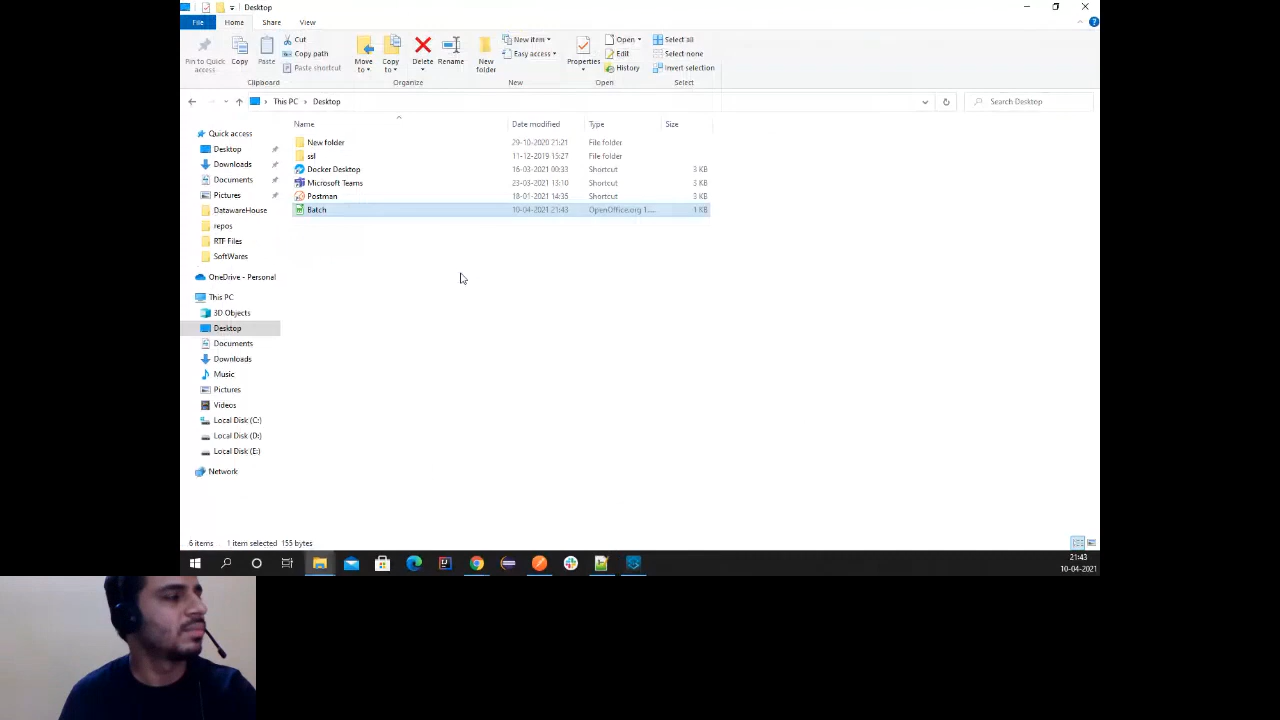 Desktop
File Home Share View
Pin to Quick access
Copy
Paste
Cut
Copy path
Paste shortcut
Clipboard
Move to
Copy to
Delete
Rename
Organize
New folder
New item
Easy access
New
Properties
Open
Edit
History
Open
Select all
Select none
Invert selection
Select
This PC Desktop
Search Desktop
Name Date modified Type Size
New folder 29-10-2020 21:21 File folder
ssl 11-12-2019 15:27 File folder
Docker Desktop 16-03-2021 00:33 Shortcut 3 KB
Microsoft Teams 23-03-2021 13:10 Shortcut 3 KB
Postman 18-01-2021 14:35 Shortcut 3 KB
Batch 10-04-2021 21:43 OpenOffice.org 1.... 1 KB
Quick access
Desktop
Downloads
Documents
Pictures
DatawareHouse
repos
RTF Files
SoftWares
OneDrive - Personal
This PC
3D Objects
Desktop
Documents
Downloads
Music
Pictures
Videos
Local Disk (C:)
Local Disk (D:)
Local Disk (E:)
Network
6 items 1 item selected 155 bytes
21:43
10-04-2021